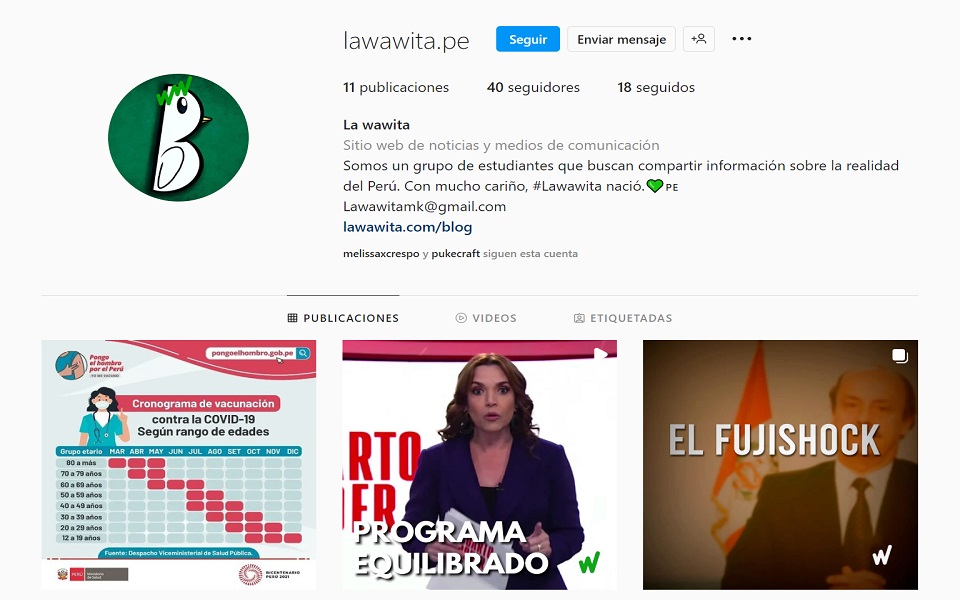 lawawita.pe
Seguir
Enviar mensaje
11 publicaciones
40 seguidores
18 seguidos
La wawita
Sitio web de noticias y medios de comunicación
Somos un grupo de estudiantes que buscan compartir información sobre la realidad
del Perú. Con mucho cariño, #Lawawita nació.💚PE
Lawawitamk@gmail.com
lawawita.com/blog
melissaxcrespo y pukecraft siguen esta cuenta
PUBLICACIONES
VIDEOS
ETIQUETADAS
Ponge
el hombro
por el Perú
pongoelhombro.gob.pe
Cronograma de vacunación
contra la COVID-19
Según rango de edades
Grupo etario MAR ABR MAY JUN JUL AGO SET OCT NOV DIC
80 a más
70 a 79 años
60 a 69 años
50 a 59 años
40 a 49 años
30 a 39 años
20 a 29 años
12 a 19 años
Fuente: Despacho Viceministerial de Salud Pública.
PERÚ
Ministerio
de Salud
BICENTENARIO
PERÚ 2021
ARTO
ER
PROGRAMA
EQUILIBRADO
W
EL FUJISHOCK
W